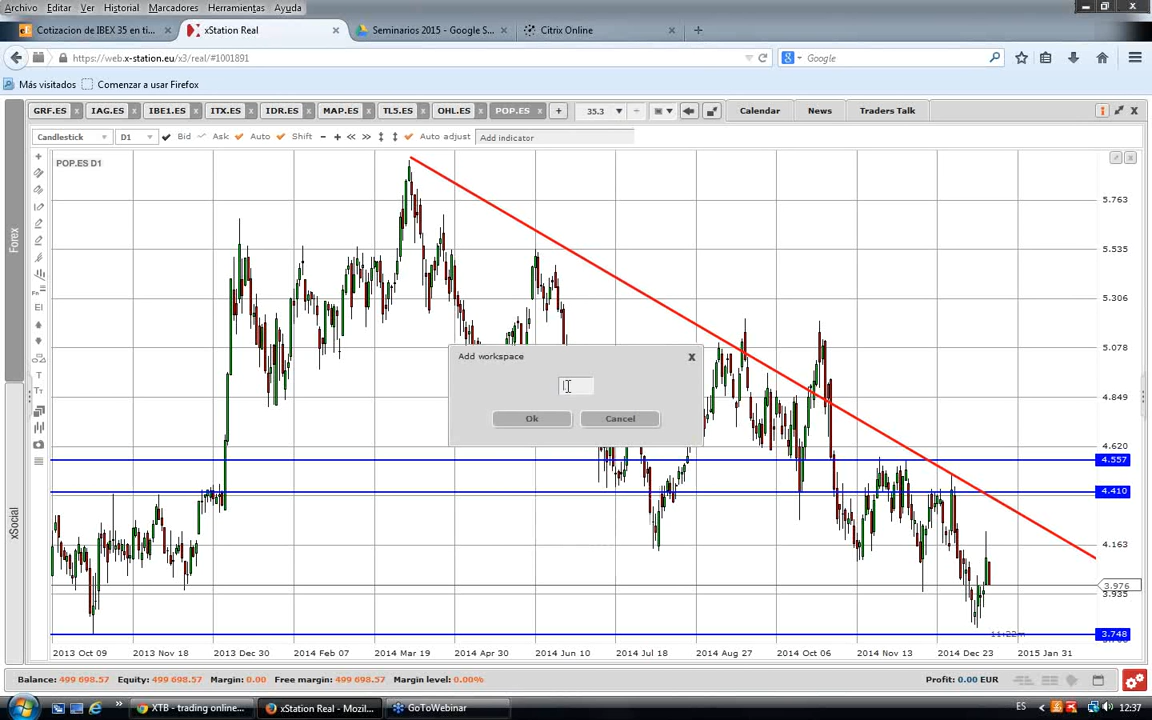 Archivo Editar Ver Historial Marcadores Herramientas Ayuda
Cotizacion de IBEX 35 en ti... x xStation Real x Seminarios 2015 - Google S... x Citrix Online x +
https://web.x-station.eu/x3/real/#1001891 Google
Más visitados Comenzar a usar Firefox
GRF.ES x IAG.ES x IBE1.ES x ITX.ES x IDR.ES x MAP.ES x TL5.ES x OHL.ES x POP.ES x + 35.3 Calendar News Traders Talk
Candlestick D1 Bid Ask Auto Shift - + Auto adjust Add indicator
POP.ES D1
Forex
xSocial
Add workspace x
Ok Cancel
5.763
5.535
5.306
5.078
4.849
4.620
4.557
4.410
4.163
3.976
3.935
3.748
11:22m
2013 Oct 09 2013 Nov 18 2013 Dec 30 2014 Feb 07 2014 Mar 19 2014 Apr 30 2014 Jun 10 2014 Jul 18 2014 Aug 27 2014 Oct 06 2014 Nov 13 2014 Dec 23 2015 Jan 31
Balance: 499 698.57 Equity: 499 698.57 Margin: 0.00 Free margin: 499 698.57 Margin level: 0.00% Profit: 0.00 EUR
XTB - trading online... xStation Real - Mozil... GoToWebinar ES 12:37